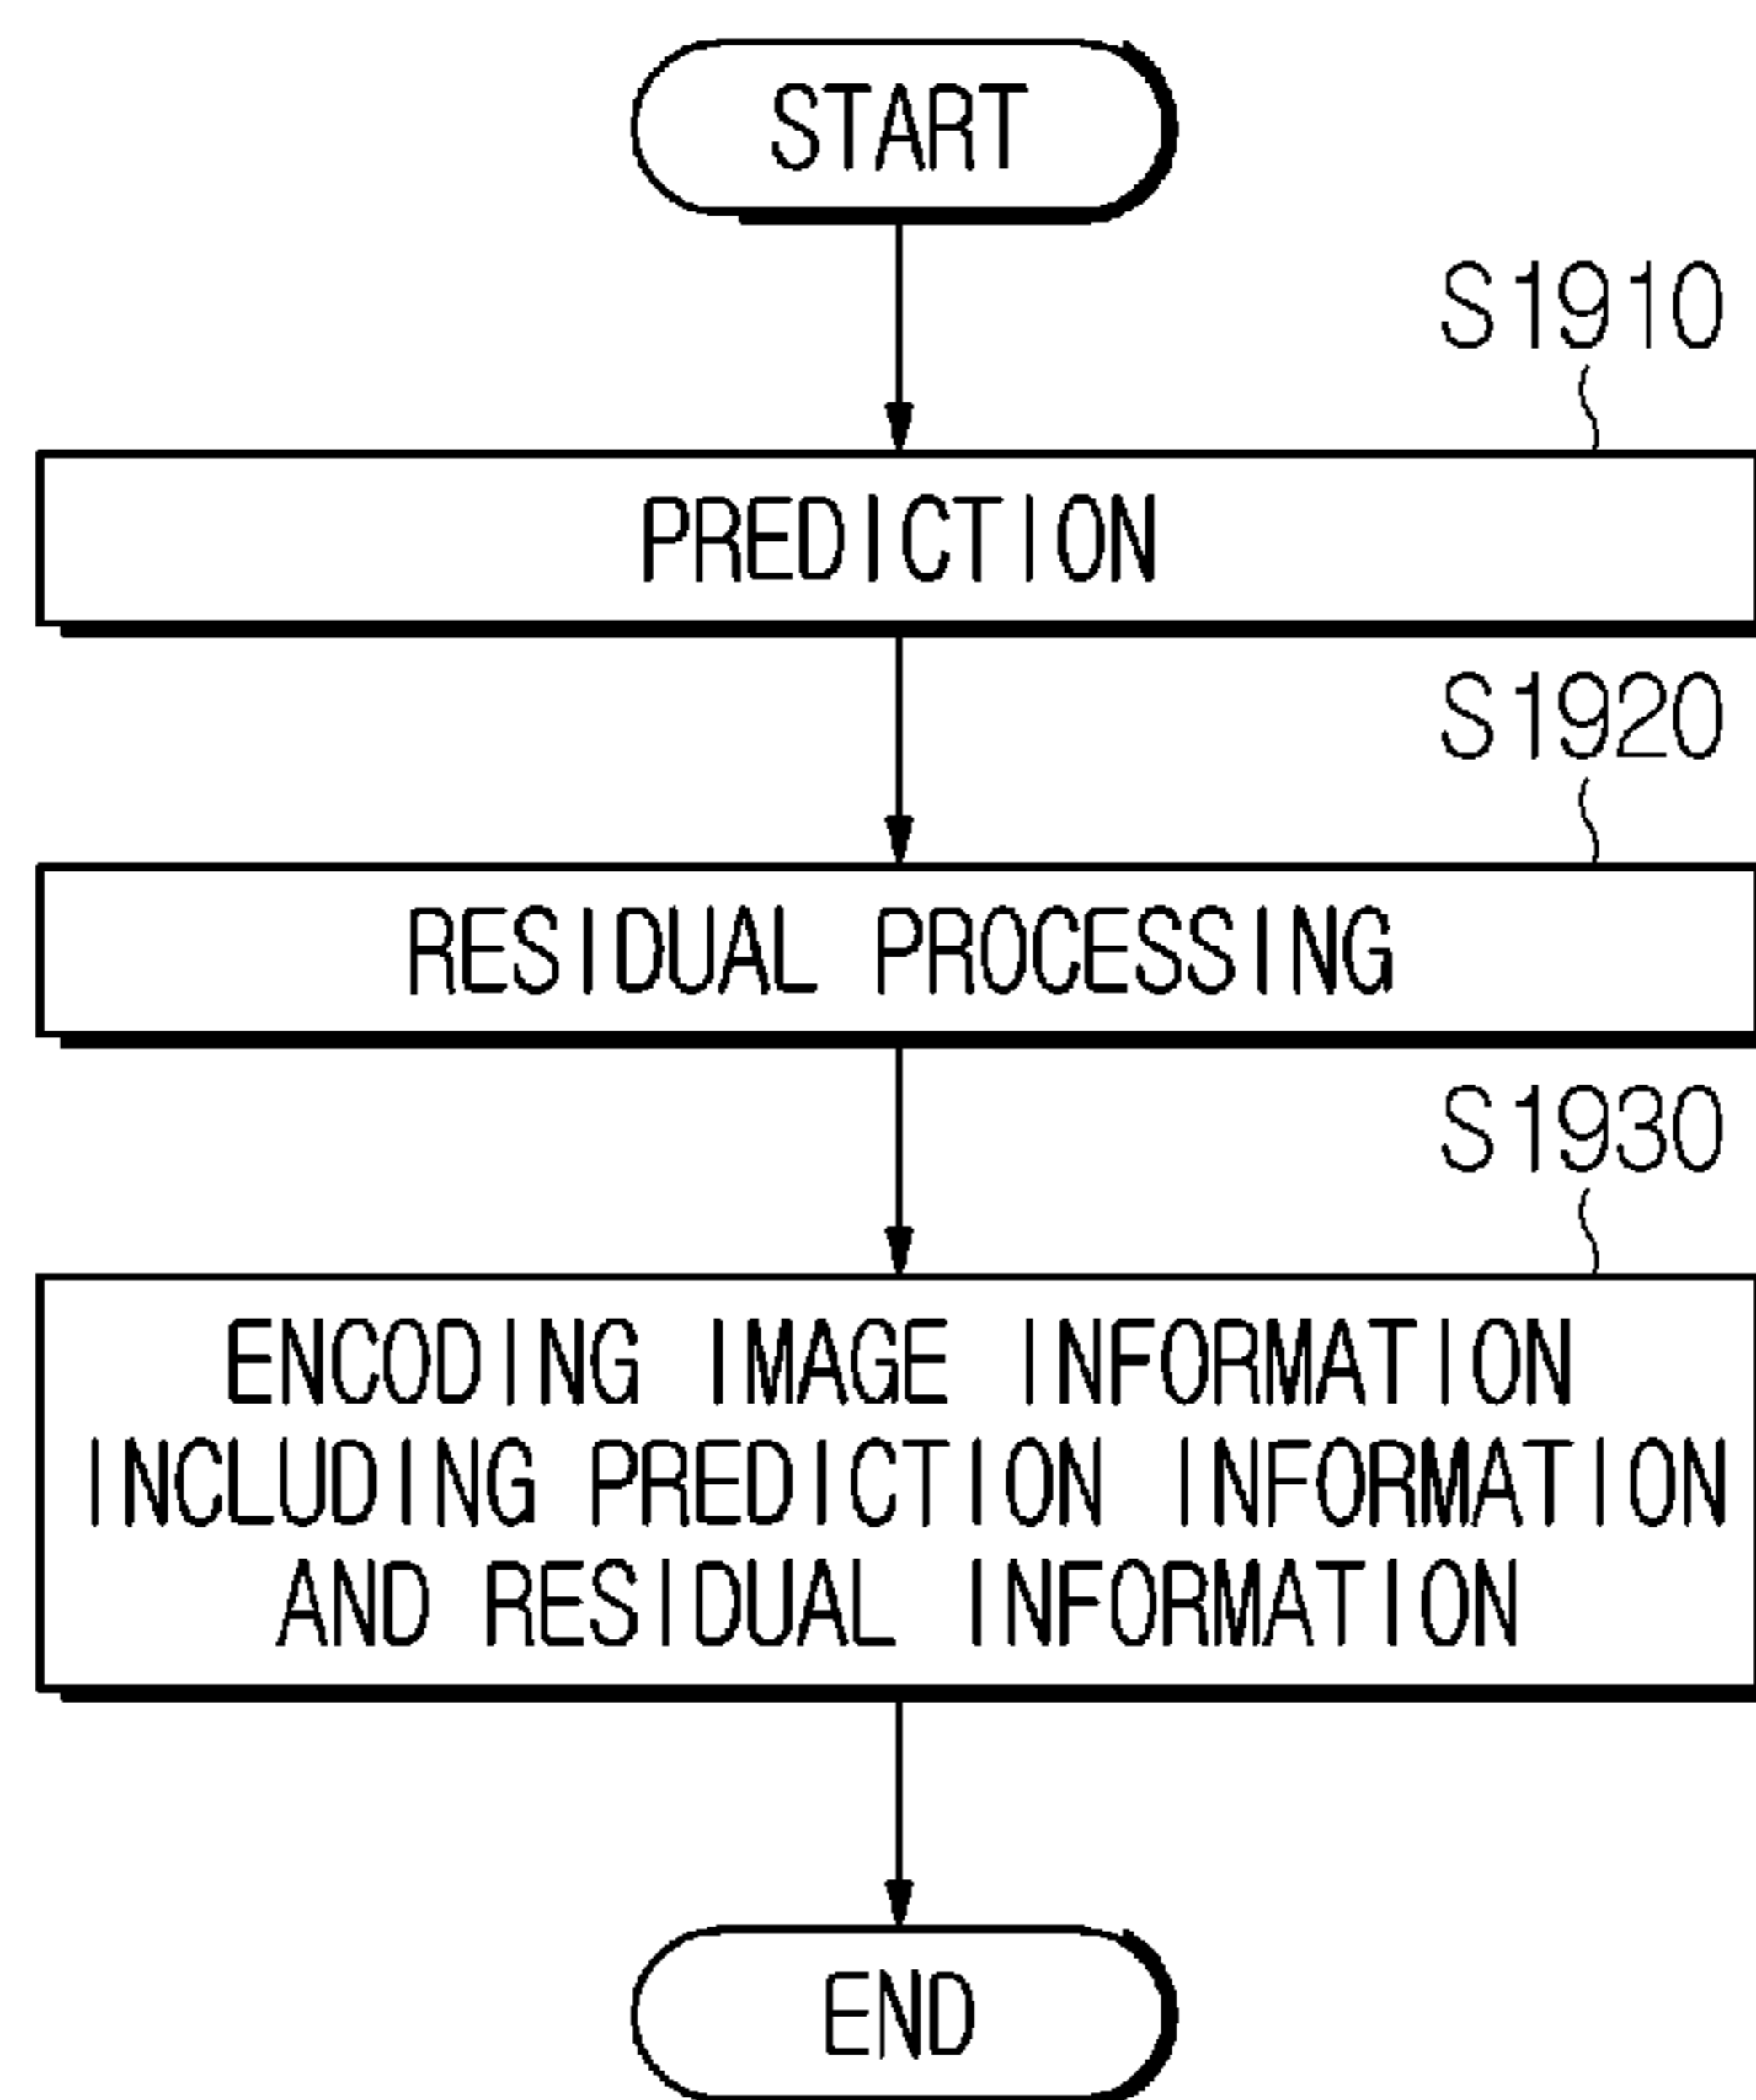 START
S1910
PREDICTION
S1920
RESIDUAL PROCESSING
S1930
ENCODING IMAGE INFORMATION
INCLUDING PREDICTION INFORMATION
AND RESIDUAL INFORMATION
END